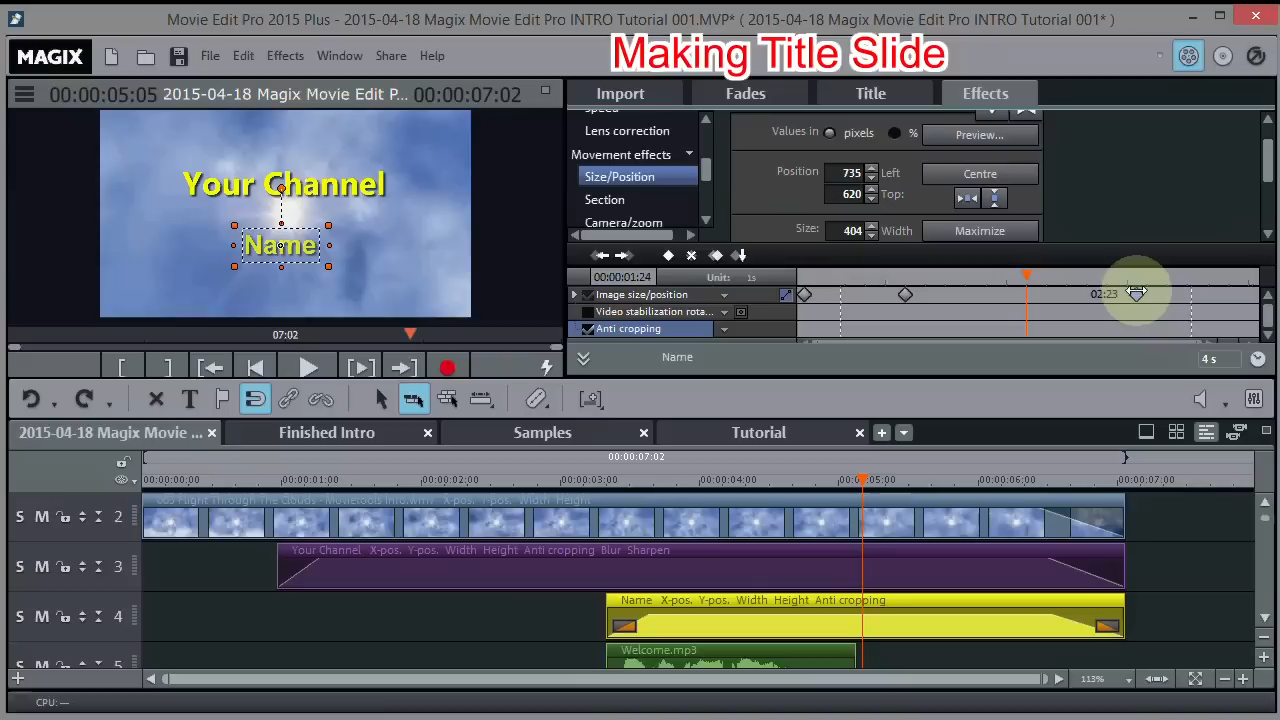 Movie Edit Pro 2015 Plus - 2015-04-18 Magix Movie Edit Pro INTRO Tutorial 001.MVP* ( 2015-04-18 Magix Movie Edit Pro INTRO Tutorial 001* )
MAGIX File Edit Effects Window Share Help
Making Title Slide
00:00:05:05 2015-04-18 Magix Movie Edit P... 00:00:07:02
Import Fades Title Effects
Your Channel
Name
07:02
Speed
Lens correction
Movement effects
Size/Position
Section
Camera/zoom
Values in pixels % Preview...
Position 735 Left Centre
620 Top:
Size: 404 Width Maximize
00:00:01:24 Unit: 1s
Image size/position 02:23
Video stabilization rota...
Anti cropping
Name 4 s
2015-04-18 Magix Movie ... Finished Intro Samples Tutorial
00:00:07:02
00:00:00:00 00:00:01:00 00:00:02:00 00:00:03:00 00:00:04:00 00:00:05:00 00:00:06:00 00:00:07:00
S M 2 003 Flight Through The Clouds - Movietools Intro.wmv X-pos. Y-pos. Width Height
S M 3 Your Channel X-pos. Y-pos. Width Height Anti cropping Blur Sharpen
S M 4 Name X-pos. Y-pos. Width Height Anti cropping
S M 5 Welcome.mp3
113%
CPU: —